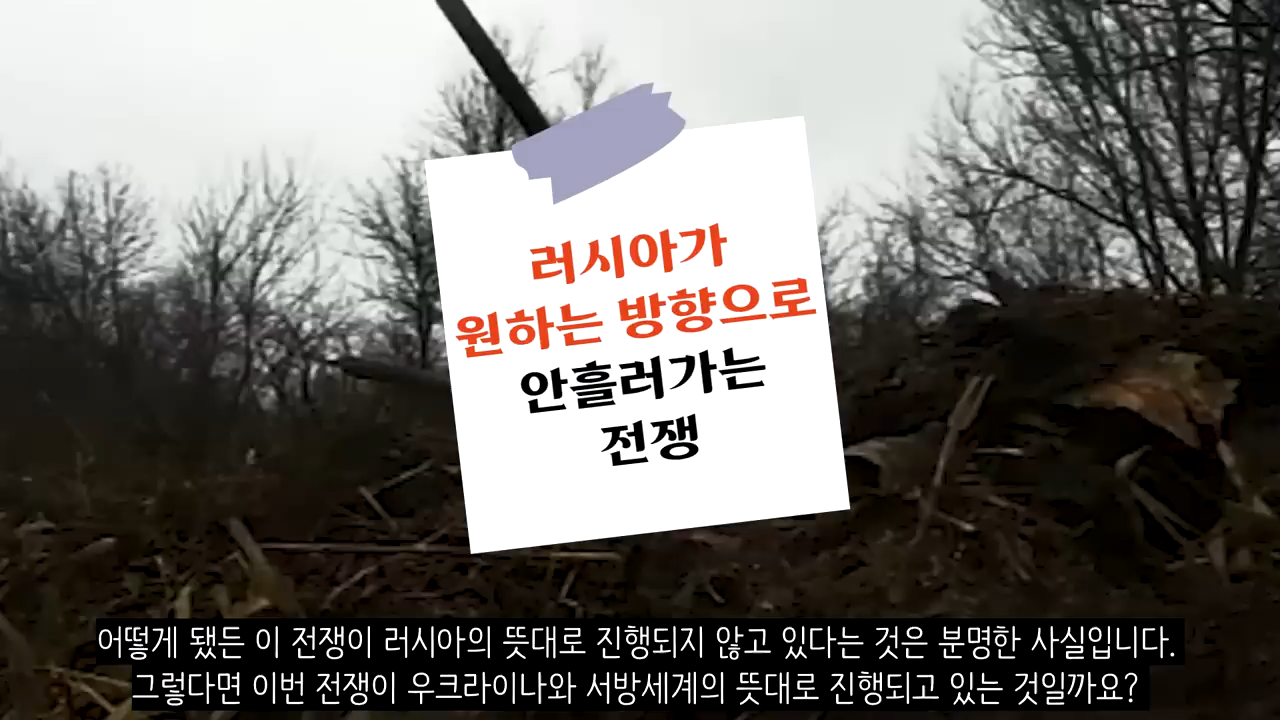 러시아가
원하는 방향으로
안흘러가는
전쟁
어떻게 됐든 이 전쟁이 러시아의 뜻대로 진행되지 않고 있다는 것은 분명한 사실입니다.
그렇다면 이번 전쟁이 우크라이나와 서방세계의 뜻대로 진행되고 있는 것일까요?